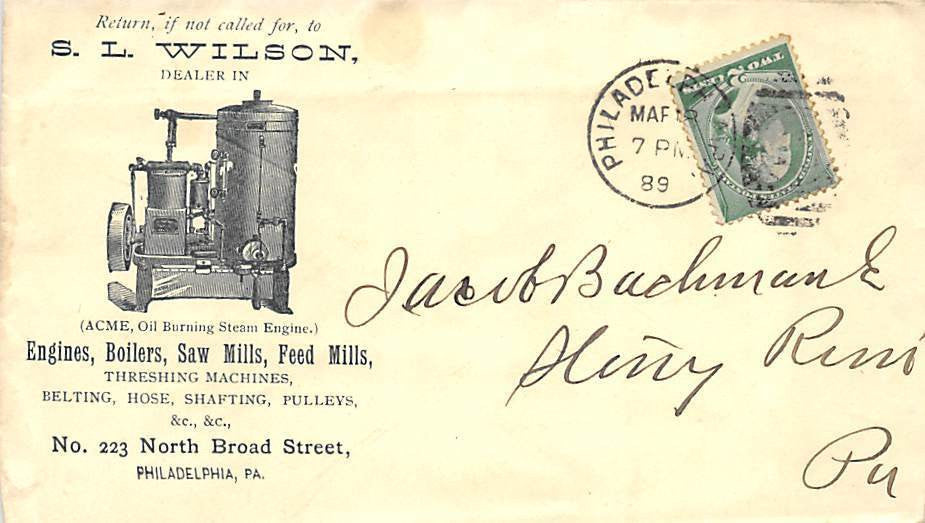 Return, if not called for, to
S. L. WILSON,
DEALER IN
(ACME, Oil Burning Steam Engine.)
Engines, Boilers, Saw Mills, Feed Mills,
THRESHING MACHINES,
BELTING, HOSE, SHAFTING, PULLEYS,
&c., &c.,
No. 223 North Broad Street,
PHILADELPHIA, PA.
PHILADELPHIA
MAR
7 PM
89
TWO CENTS
Jacob Bachman
Pa